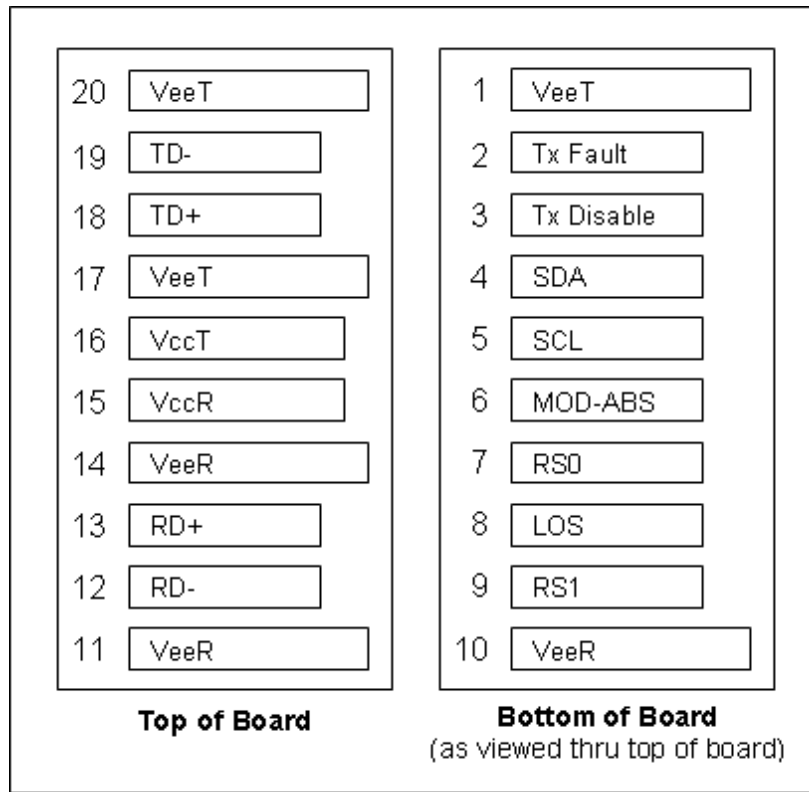 20 VeeT
19 TD-
18 TD+
17 VeeT
16 VccT
15 VccR
14 VeeR
13 RD+
12 RD-
11 VeeR
Top of Board
1 VeeT
2 Tx Fault
3 Tx Disable
4 SDA
5 SCL
6 MOD-ABS
7 RS0
8 LOS
9 RS1
10 VeeR
Bottom of Board
(as viewed thru top of board)